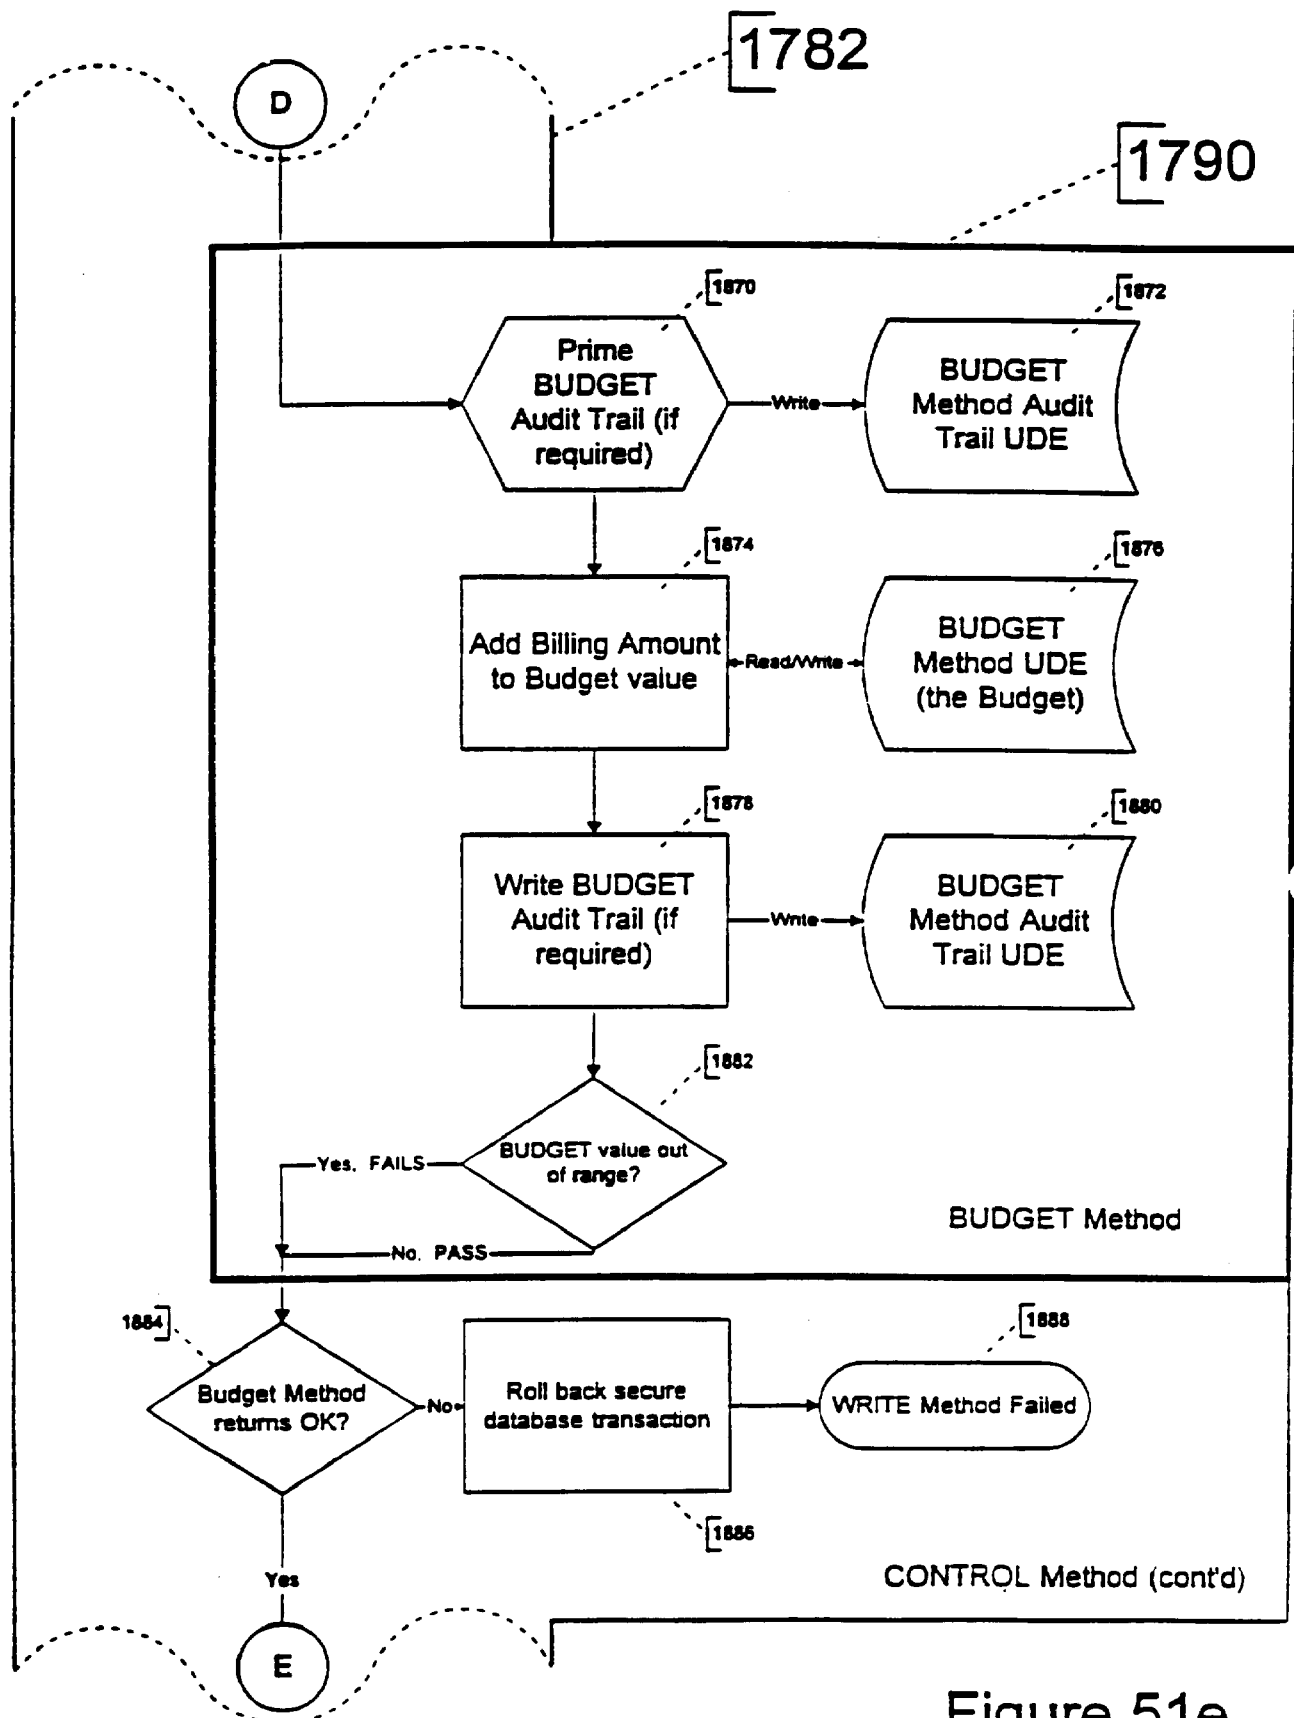 1782
D
1790
1870
1872
Prime
BUDGET
Audit Trail (if
required)
Write
BUDGET
Method Audit
Trail UDE
1874
1876
Add Billing Amount
to Budget value
Read/Write
BUDGET
Method UDE
(the Budget)
1878
1880
Write BUDGET
Audit Trail (if
required)
Write
BUDGET
Method Audit
Trail UDE
1882
BUDGET value out
of range?
Yes, FAILS
BUDGET Method
No, PASS
1884
1888
Budget Method
returns OK?
No
Roll back secure
database transaction
WRITE Method Failed
1886
Yes
CONTROL Method (cont'd)
E
Figure 51e